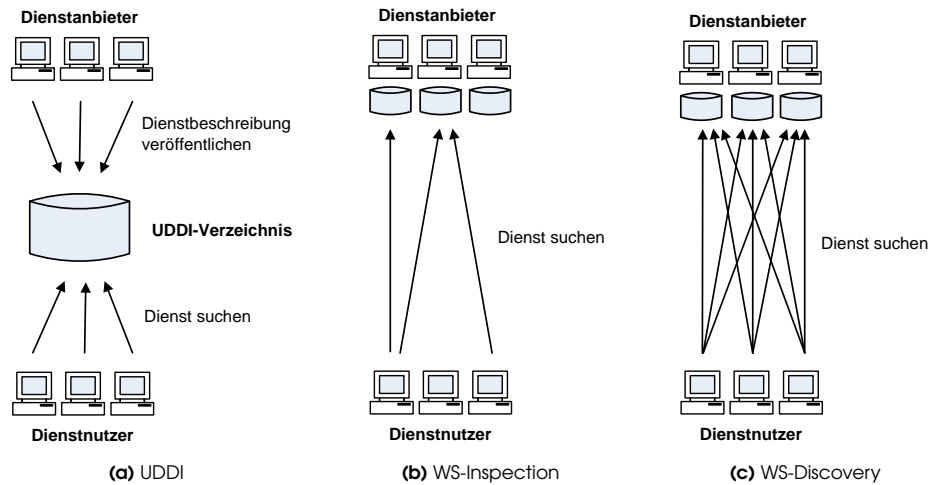 Dienstanbieter
Dienstbeschreibung
veröffentlichen
UDDI-Verzeichnis
Dienst suchen
Dienstnutzer
(a) UDDI
Dienstanbieter
Dienst suchen
Dienstnutzer
(b) WS-Inspection
Dienstanbieter
Dienst suchen
Dienstnutzer
(c) WS-Discovery